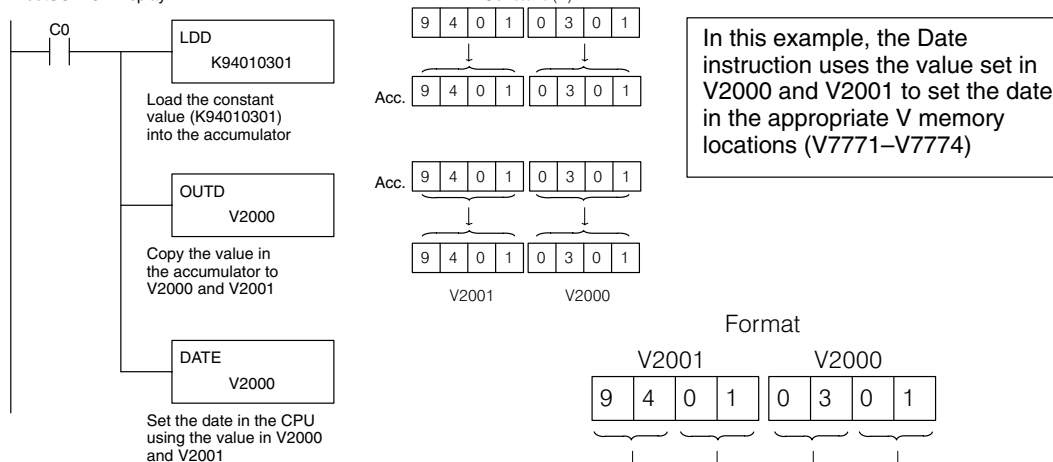 C0
LDD
K94010301
Load the constant
value (K94010301)
into the accumulator
OUTD
V2000
Copy the value in
the accumulator to
V2000 and V2001
DATE
V2000
Set the date in the CPU
using the value in V2000
and V2001
9 4 0 1 0 3 0 1
Acc. 9 4 0 1 0 3 0 1
Acc. 9 4 0 1 0 3 0 1
9 4 0 1 0 3 0 1
V2001 V2000
In this example, the Date
instruction uses the value set in
V2000 and V2001 to set the date
in the appropriate V memory
locations (V7771–V7774)
Format
V2001 V2000
9 4 0 1 0 3 0 1